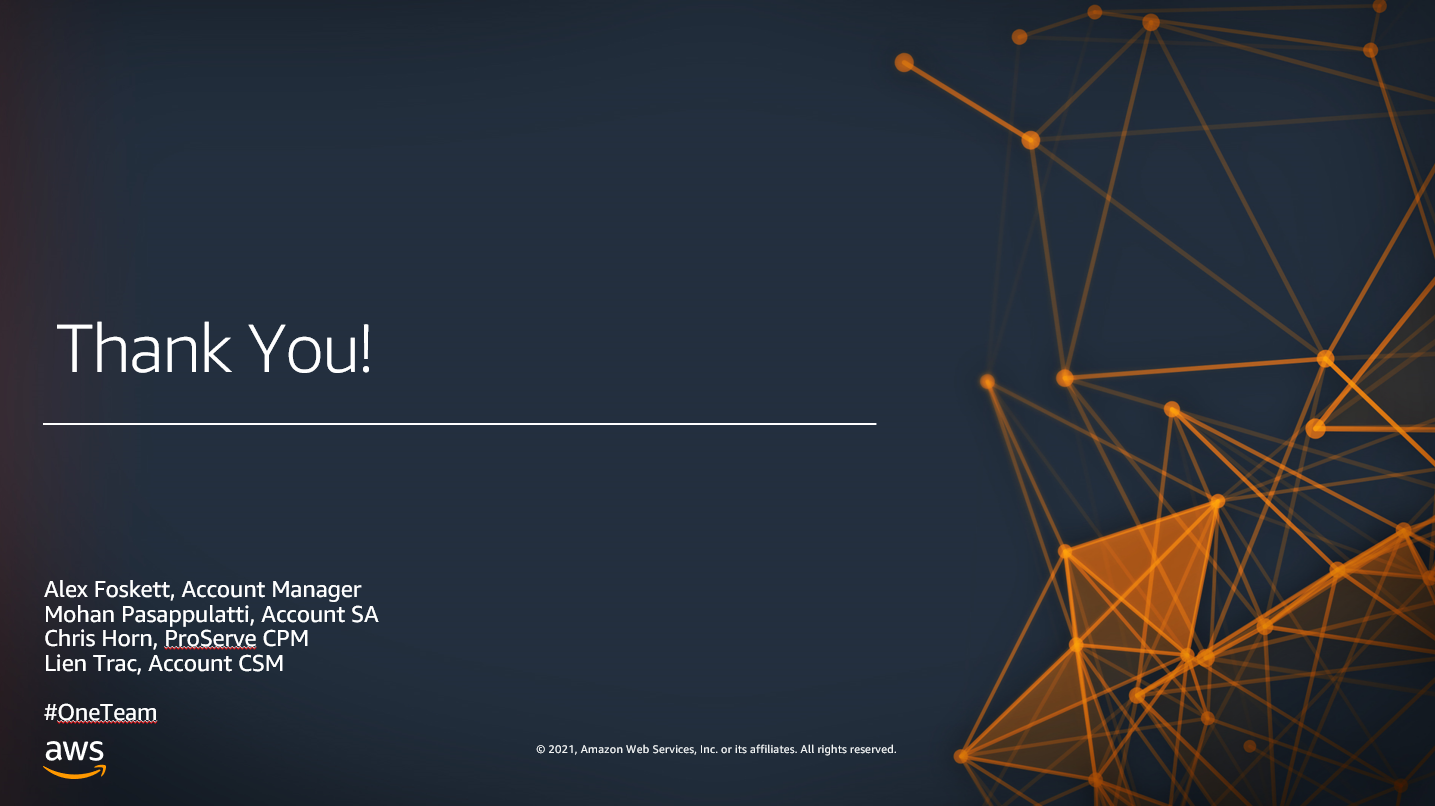 Thank You!
Alex Foskett, Account Manager
Mohan Pasappulatti, Account SA
Chris Horn, ProServe CPM
Lien Trac, Account CSM
#OneTeam
aws
© 2021, Amazon Web Services, Inc. or its affiliates. All rights reserved.